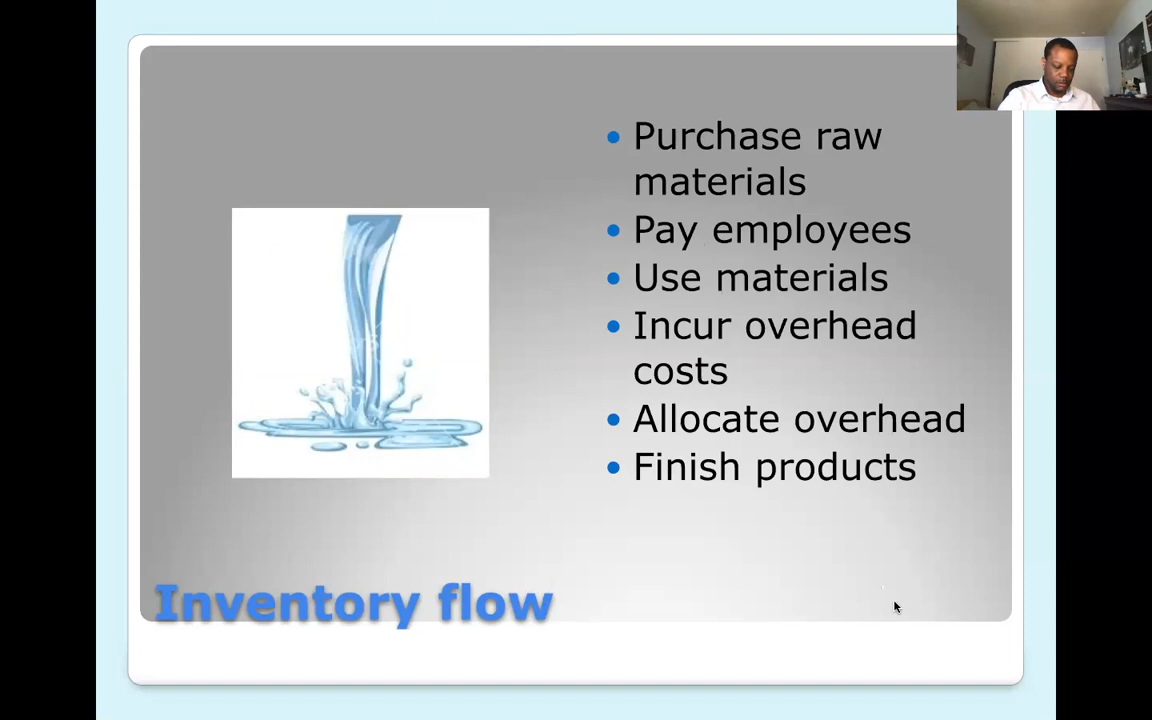 • Purchase raw
materials
• Pay employees
• Use materials
• Incur overhead
costs
• Allocate overhead
• Finish products
Inventory flow